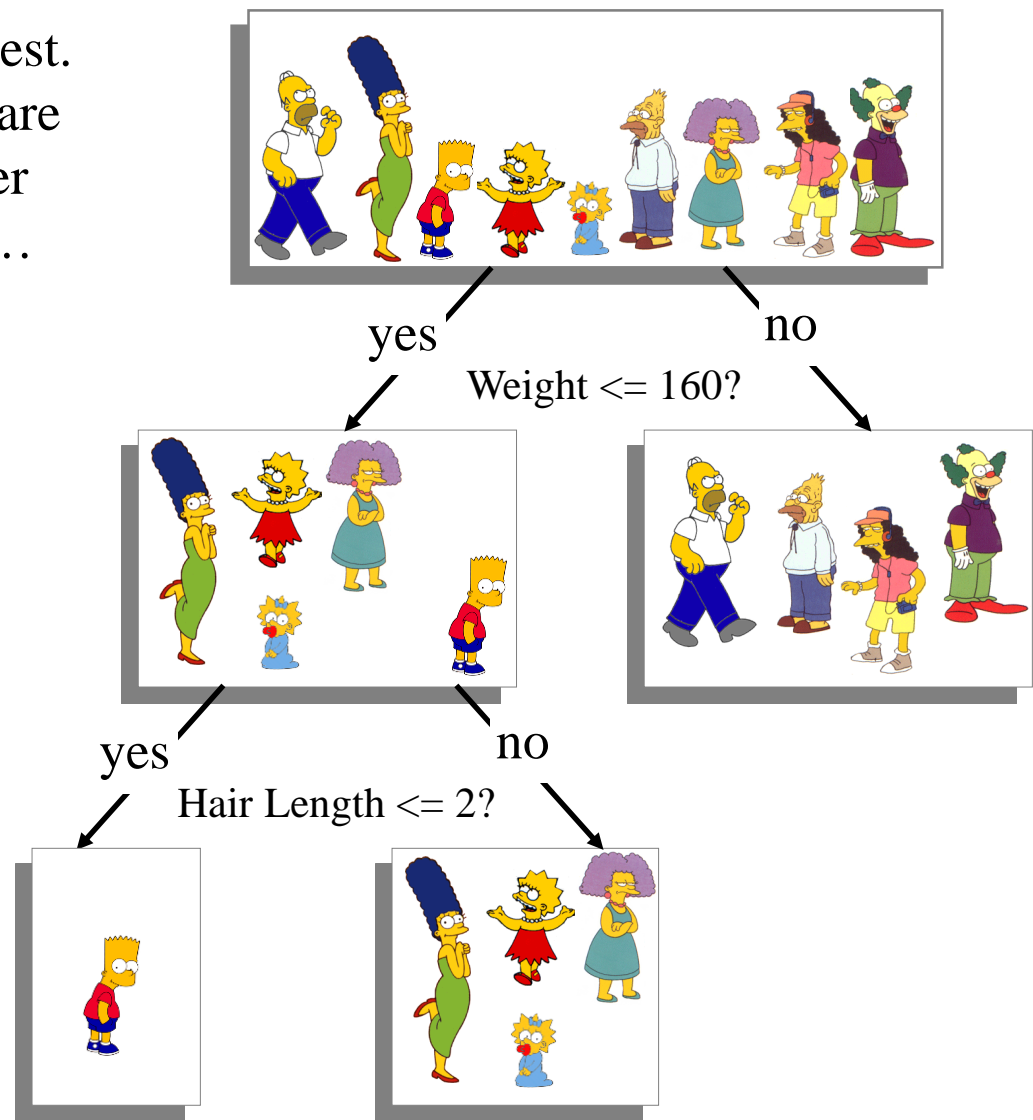 est.
are
er
…
yes
no
Weight <= 160?
yes
no
Hair Length <= 2?